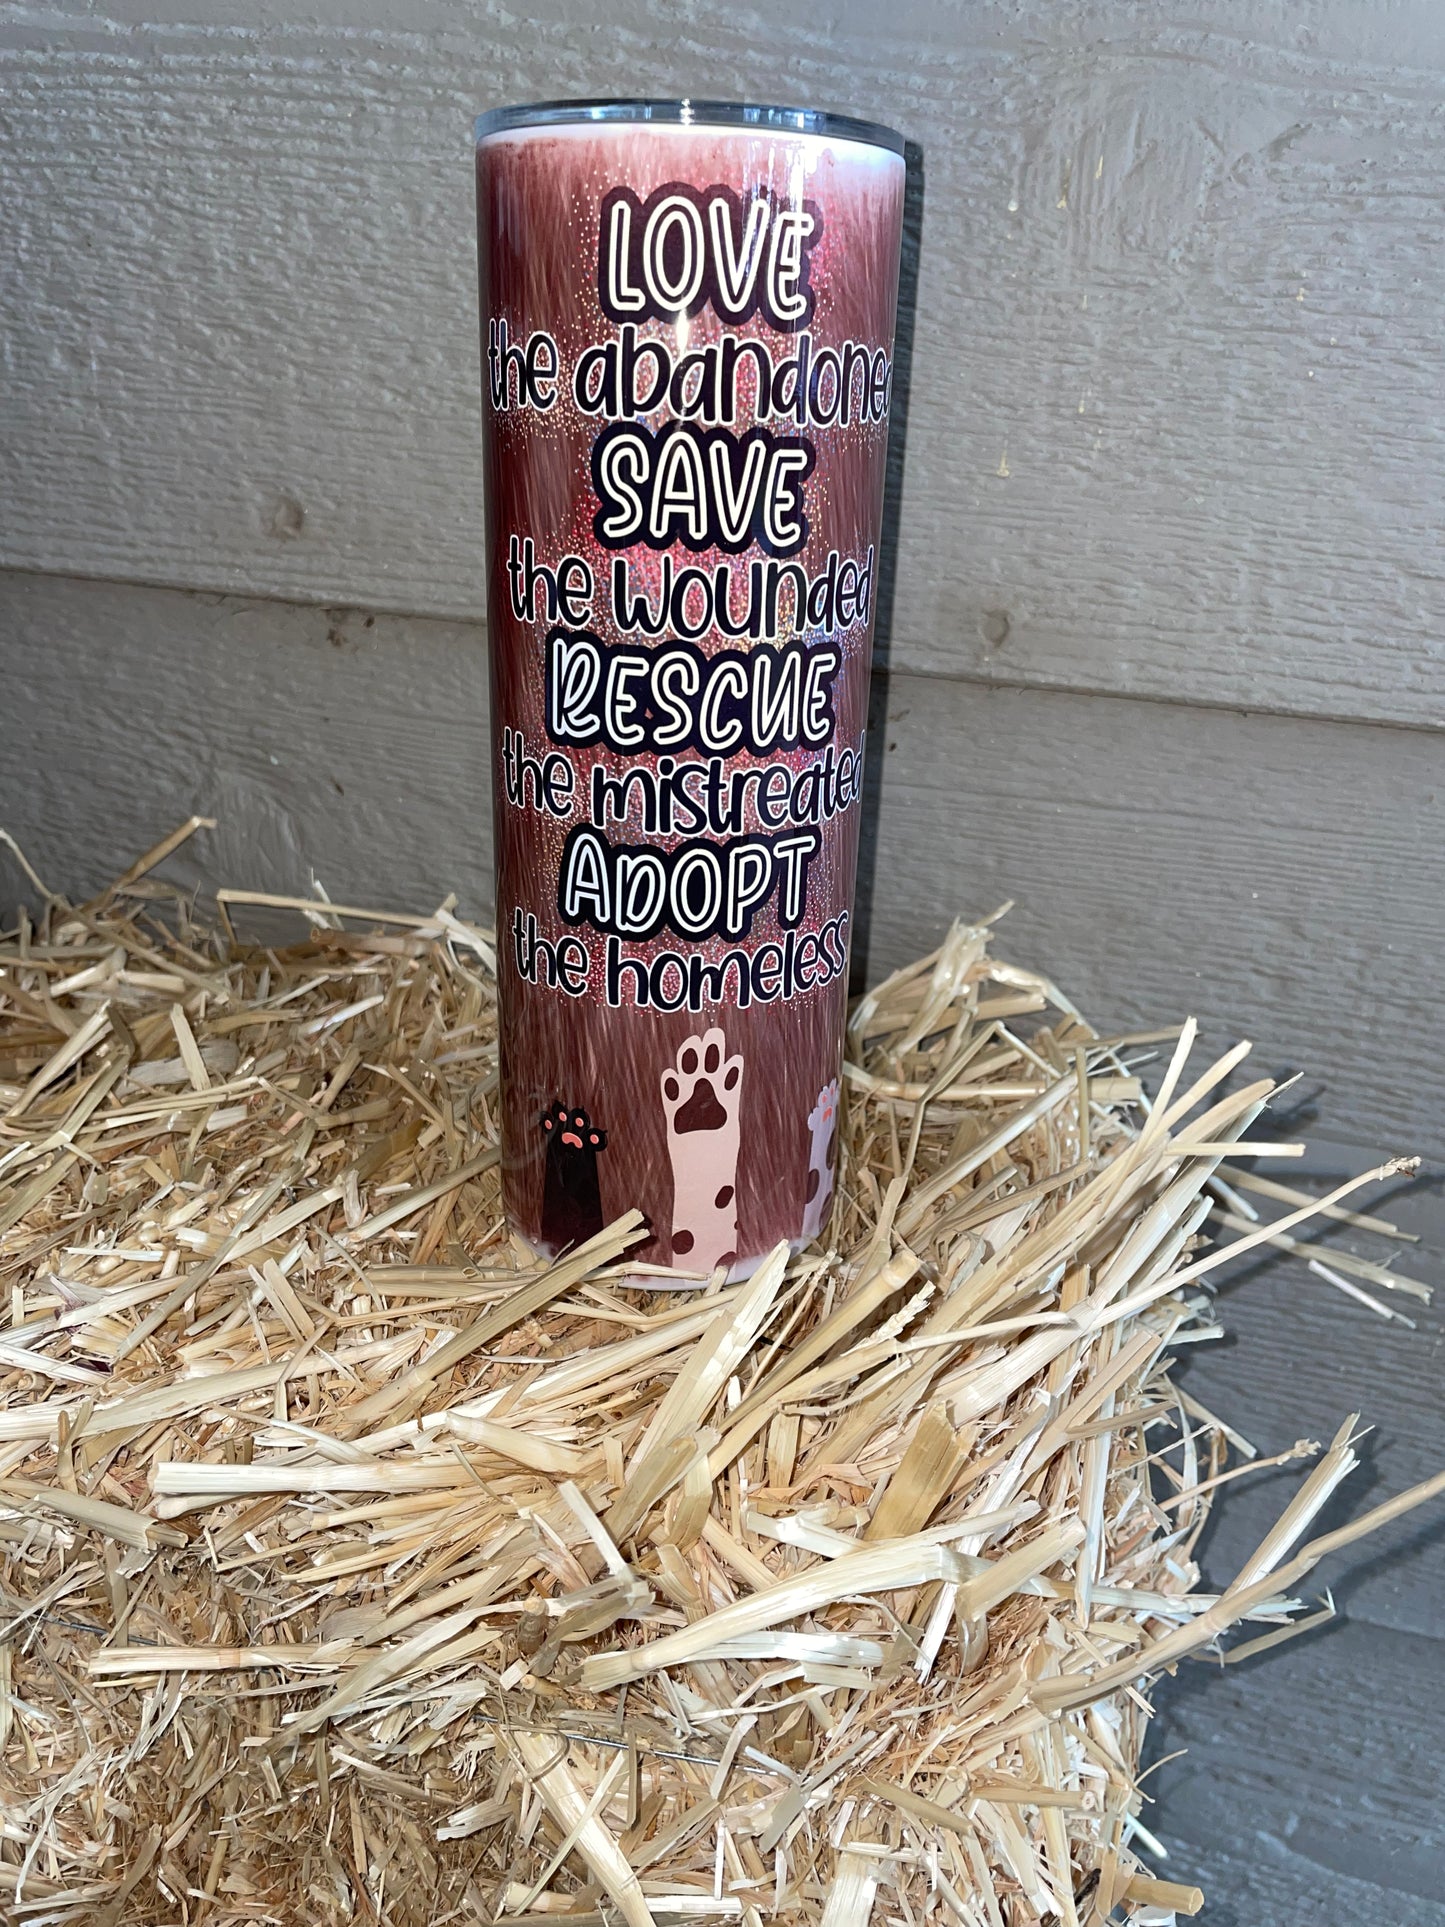 LOVE
the abandoned
SAVE
the wounded
RESCUE
the mistreated
ADOPT
the homeless